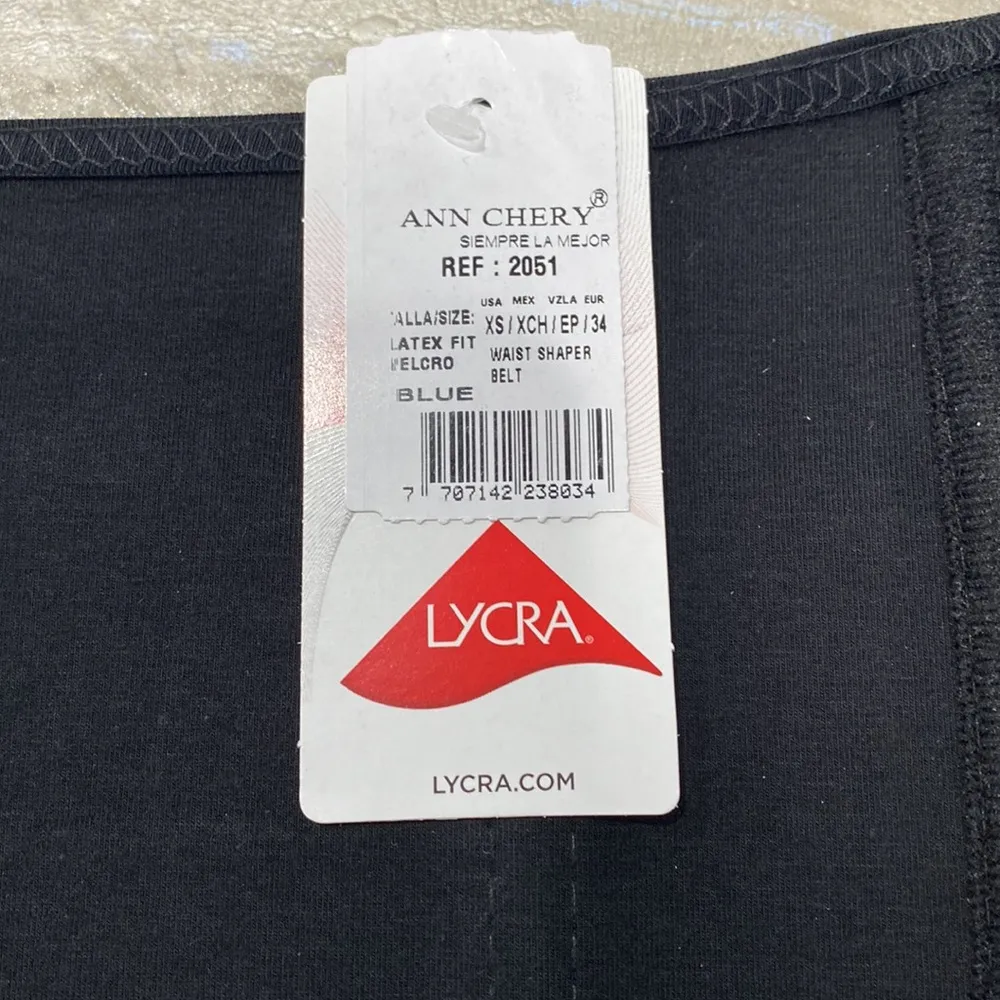 ANN CHERY®
SIEMPRE LA MEJOR
REF : 2051
USA MEX VZLA EUR
ALLA/SIZE: XS / XCH / EP / 34
LATEX FIT WAIST SHAPER
VELCRO BELT
BLUE
7 707142 238034
LYCRA®
LYCRA.COM